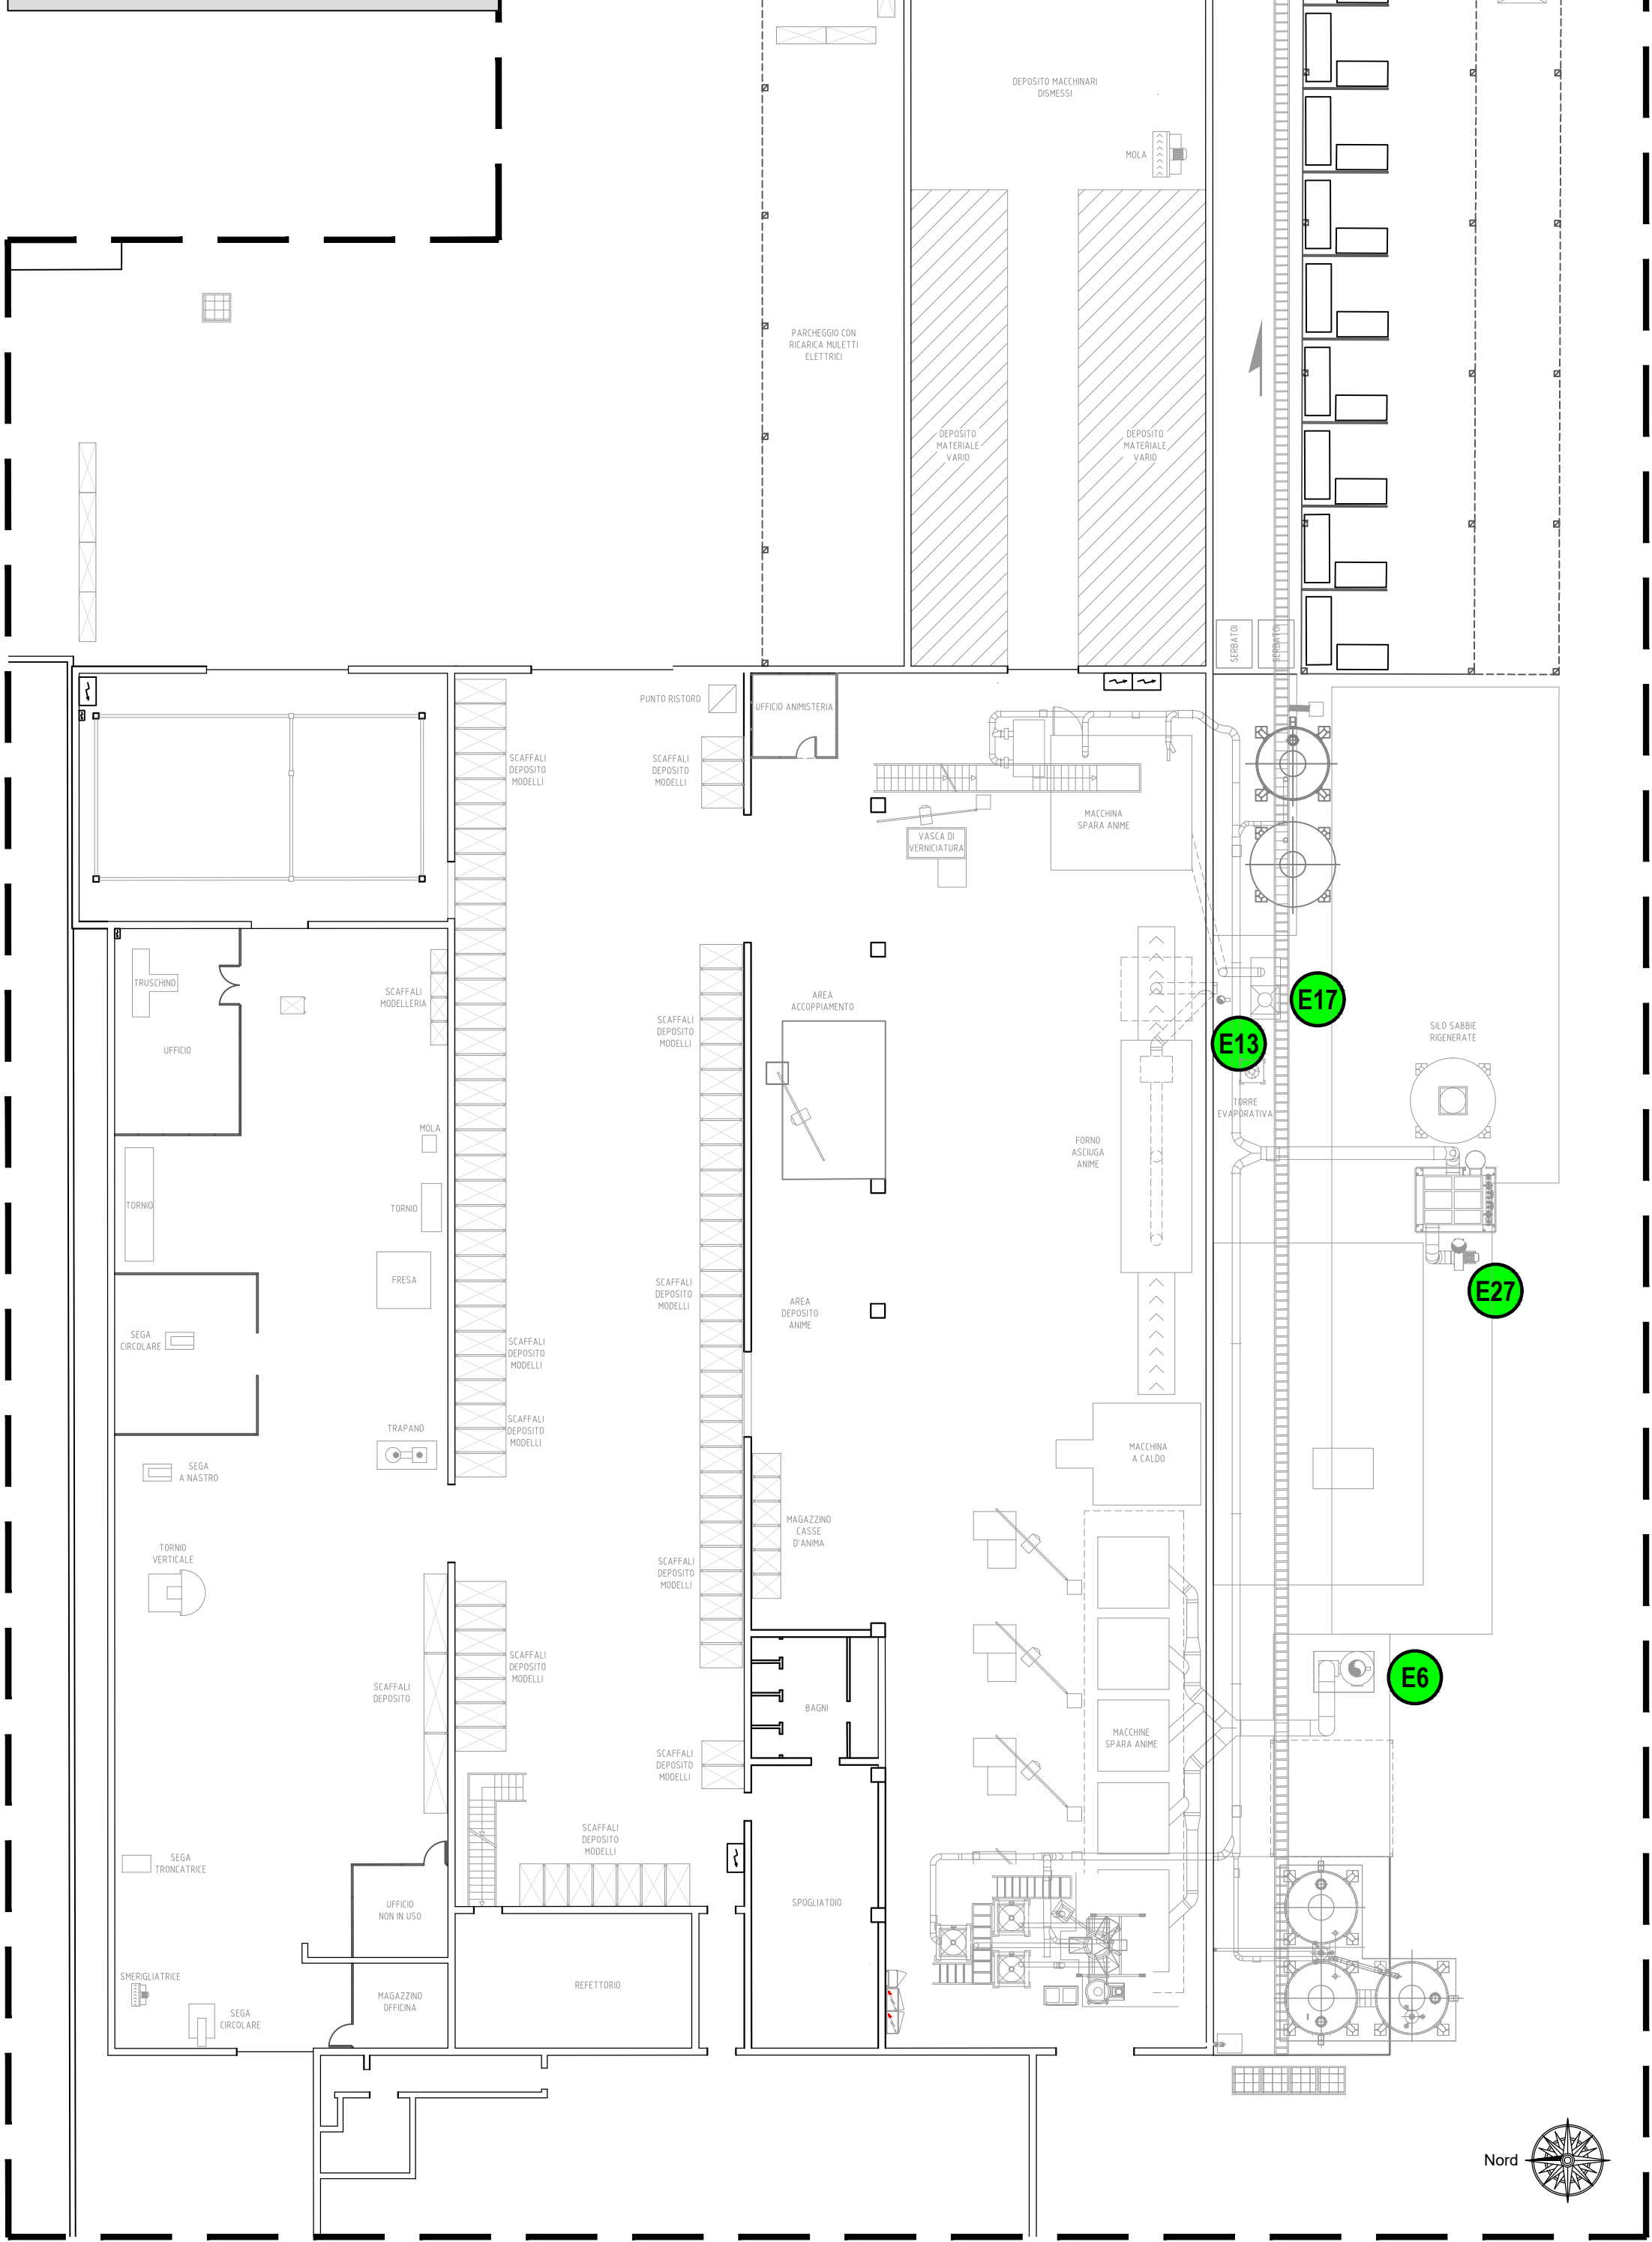 DEPOSITO MACCHINARI
DISMESSI
MOLA
PARCHEGGIO CON
RICARICA MULETTI
ELETTRICI
DEPOSITO
MATERIALE
VARIO
DEPOSITO
MATERIALE
VARIO
SERBATOI
SERBATOI
PUNTO RISTORO
UFFICIO ANIMISTERIA
SCAFFALI
DEPOSITO
MODELLI
SCAFFALI
DEPOSITO
MODELLI
MACCHINA
SPARA ANIME
VASCA DI
VERNICIATURA
TRUSCHINO
SCAFFALI
MODELLERIA
UFFICIO
AREA
ACCOPPIAMENTO
SCAFFALI
DEPOSITO
MODELLI
E17
E13
SILO SABBIE
RIGENERATE
TORRE
EVAPORATIVA
MOLA
FORNO
ASCIUGA
ANIME
TORNIO
TORNIO
FRESA
SCAFFALI
DEPOSITO
MODELLI
AREA
DEPOSITO
ANIME
E27
SEGA
CIRCOLARE
SCAFFALI
DEPOSITO
MODELLI
TRAPANO
SCAFFALI
DEPOSITO
MODELLI
MACCHINA
A CALDO
SEGA
A NASTRO
MAGAZZINO
CASSE
D'ANIMA
TORNIO
VERTICALE
SCAFFALI
DEPOSITO
MODELLI
SCAFFALI
DEPOSITO
MODELLI
SCAFFALI
DEPOSITO
E6
BAGNI
MACCHINE
SPARA ANIME
SCAFFALI
DEPOSITO
MODELLI
SCAFFALI
DEPOSITO
MODELLI
SEGA
TRONCATRICE
UFFICIO
NON IN USO
SPOGLIATOIO
SMERIGLIATRICE
MAGAZZINO
OFFICINA
REFETTORIO
SEGA
CIRCOLARE
Nord